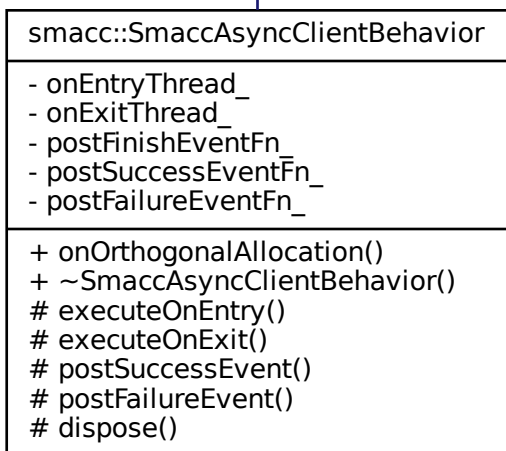 smacc::SmaccAsyncClientBehavior
- onEntryThread_
- onExitThread_
- postFinishEventFn_
- postSuccessEventFn_
- postFailureEventFn_
+ onOrthogonalAllocation()
+ ~SmaccAsyncClientBehavior()
# executeOnEntry()
# executeOnExit()
# postSuccessEvent()
# postFailureEvent()
# dispose()